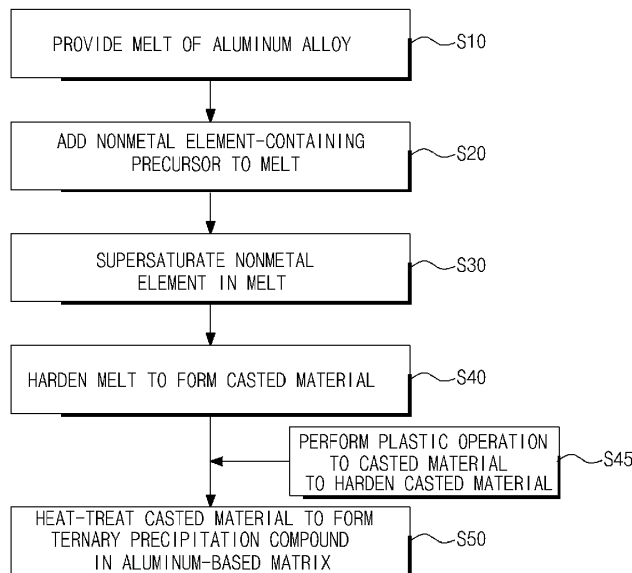 PROVIDE MELT OF ALUMINUM ALLOY
S10
ADD NONMETAL ELEMENT-CONTAINING
PRECURSOR TO MELT
S20
SUPERSATURATE NONMETAL
ELEMENT IN MELT
S30
HARDEN MELT TO FORM CASTED MATERIAL
S40
PERFORM PLASTIC OPERATION
TO CASTED MATERIAL
TO HARDEN CASTED MATERIAL
S45
HEAT-TREAT CASTED MATERIAL TO FORM
TERNARY PRECIPITATION COMPOUND
IN ALUMINUM-BASED MATRIX
S50